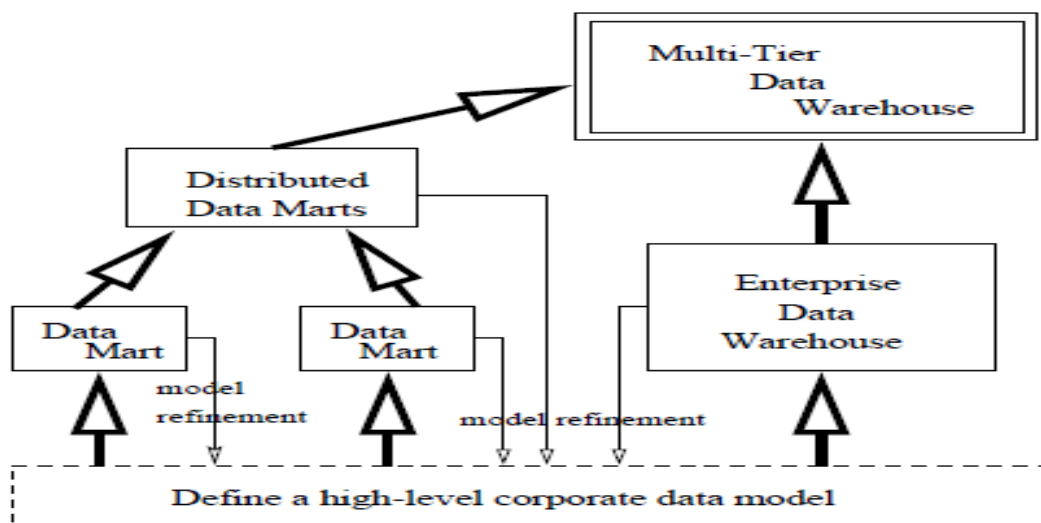 Multi-Tier
Data
Warehouse
Distributed
Data Marts
Enterprise
Data
Warehouse
Data
Mart
Data
Mart
model
refinement
model refinement
Define a high-level corporate data model